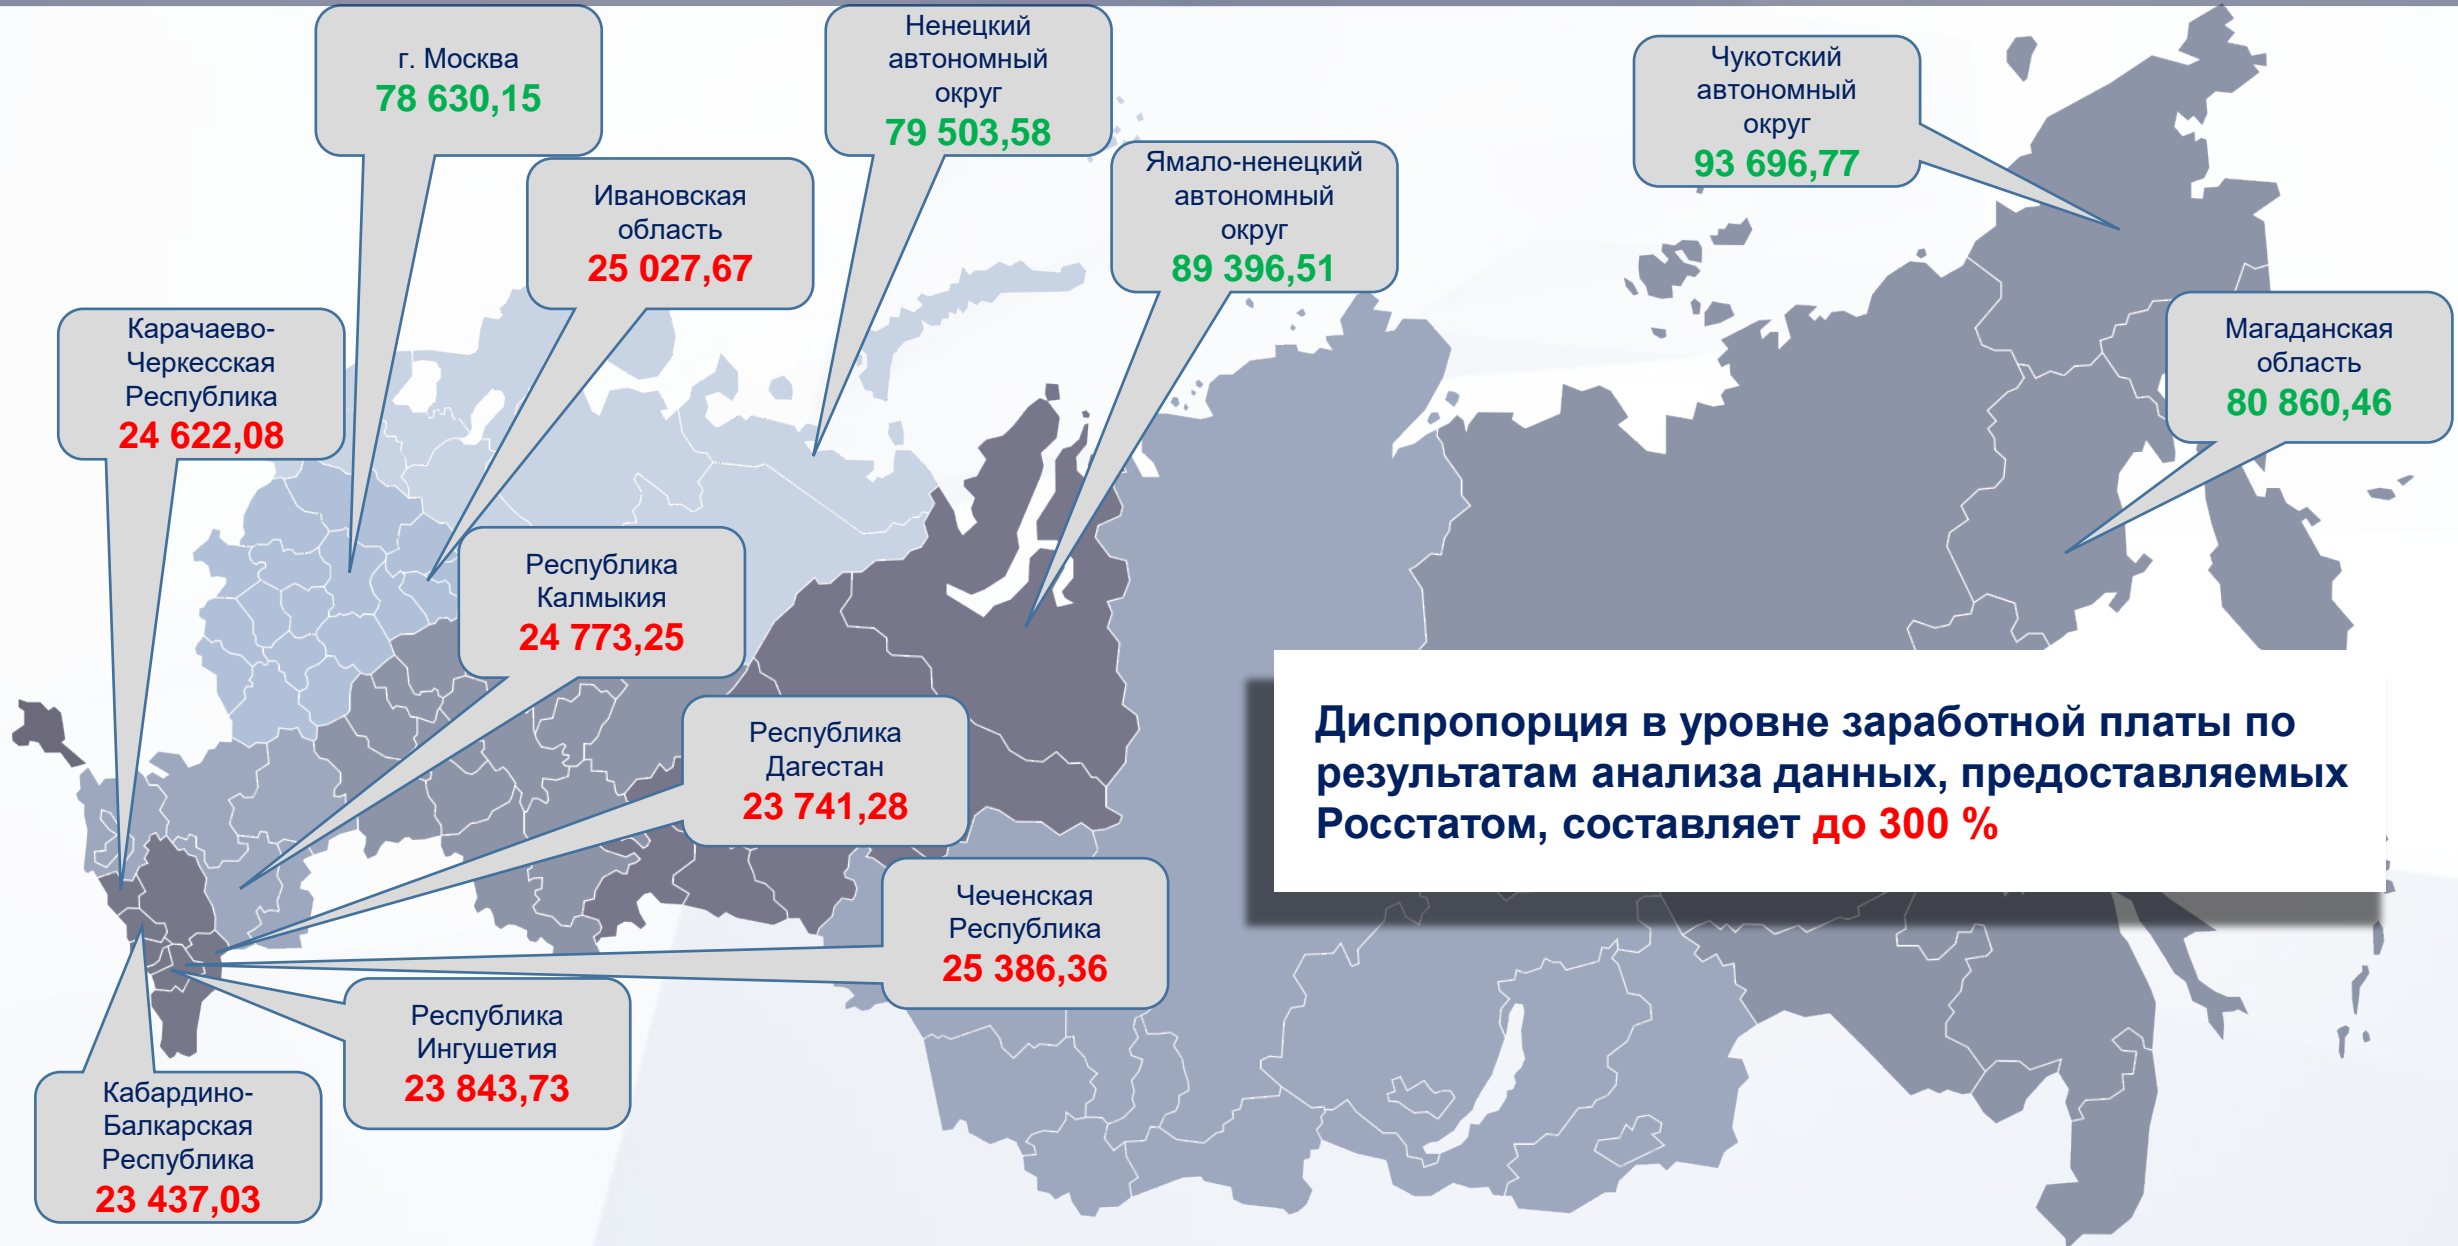 г. Москва
78 630,15
Ненецкий
автономный
округ
79 503,58
Чукотский
автономный
округ
93 696,77
Ивановская
область
25 027,67
Ямало-ненецкий
автономный
округ
89 396,51
Карачаево-
Черкесская
Республика
24 622,08
Магаданская
область
80 860,46
Республика
Калмыкия
24 773,25
Республика
Дагестан
23 741,28
Диспропорция в уровне заработной платы по
результатам анализа данных, предоставляемых
Росстатом, составляет до 300 %
Чеченская
Республика
25 386,36
Республика
Ингушетия
23 843,73
Кабардино-
Балкарская
Республика
23 437,03